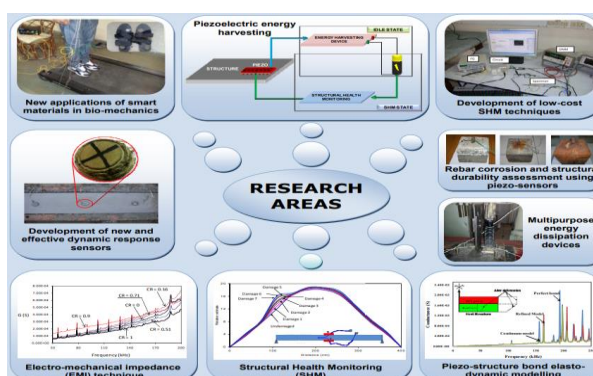 Piezoelectric energy
harvesting
IDLE STATE
ENERGY HARVESTING
DEVICE
PIEZO
STRUCTURE
STRUCTURAL HEALTH
MONITORING
SHM STATE
New applications of smart
materials in bio-mechanics
Development of low-cost
SHM techniques
RESEARCH
AREAS
Development of new and
effective dynamic response
sensors
Rebar corrosion and structural
durability assessment using
piezo-sensors
Multipurpose
energy
dissipation
devices
Frequency (kHz)
Electro-mechanical impedance
(EMI) technique
Structural Health Monitoring
(SHM)
Perfect bond
Refined Model
Continuum model
Frequency (kHz)
Piezo-structure bond elasto-
dynamic modelling